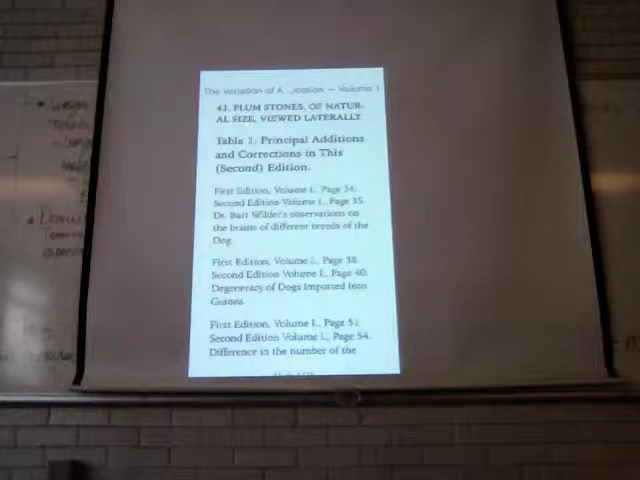 The Variation of A...ication — Volume 1
43. PLUM STONES, OF NATUR-
AL SIZE, VIEWED LATERALLY
Table 1: Principal Additions
and Corrections in This
(Second) Edition.
First Edition, Volume I., Page 34.
Second Edition Volume I., Page 35.
Dr. Burt Wilder's observations on
the brains of different breeds of the
Dog.
First Edition, Volume I., Page 38.
Second Edition Volume I., Page 40.
Degeneracy of Dogs imported into
Guinea.
First Edition, Volume I., Page 51.
Second Edition Volume I., Page 54.
Difference in the number of the